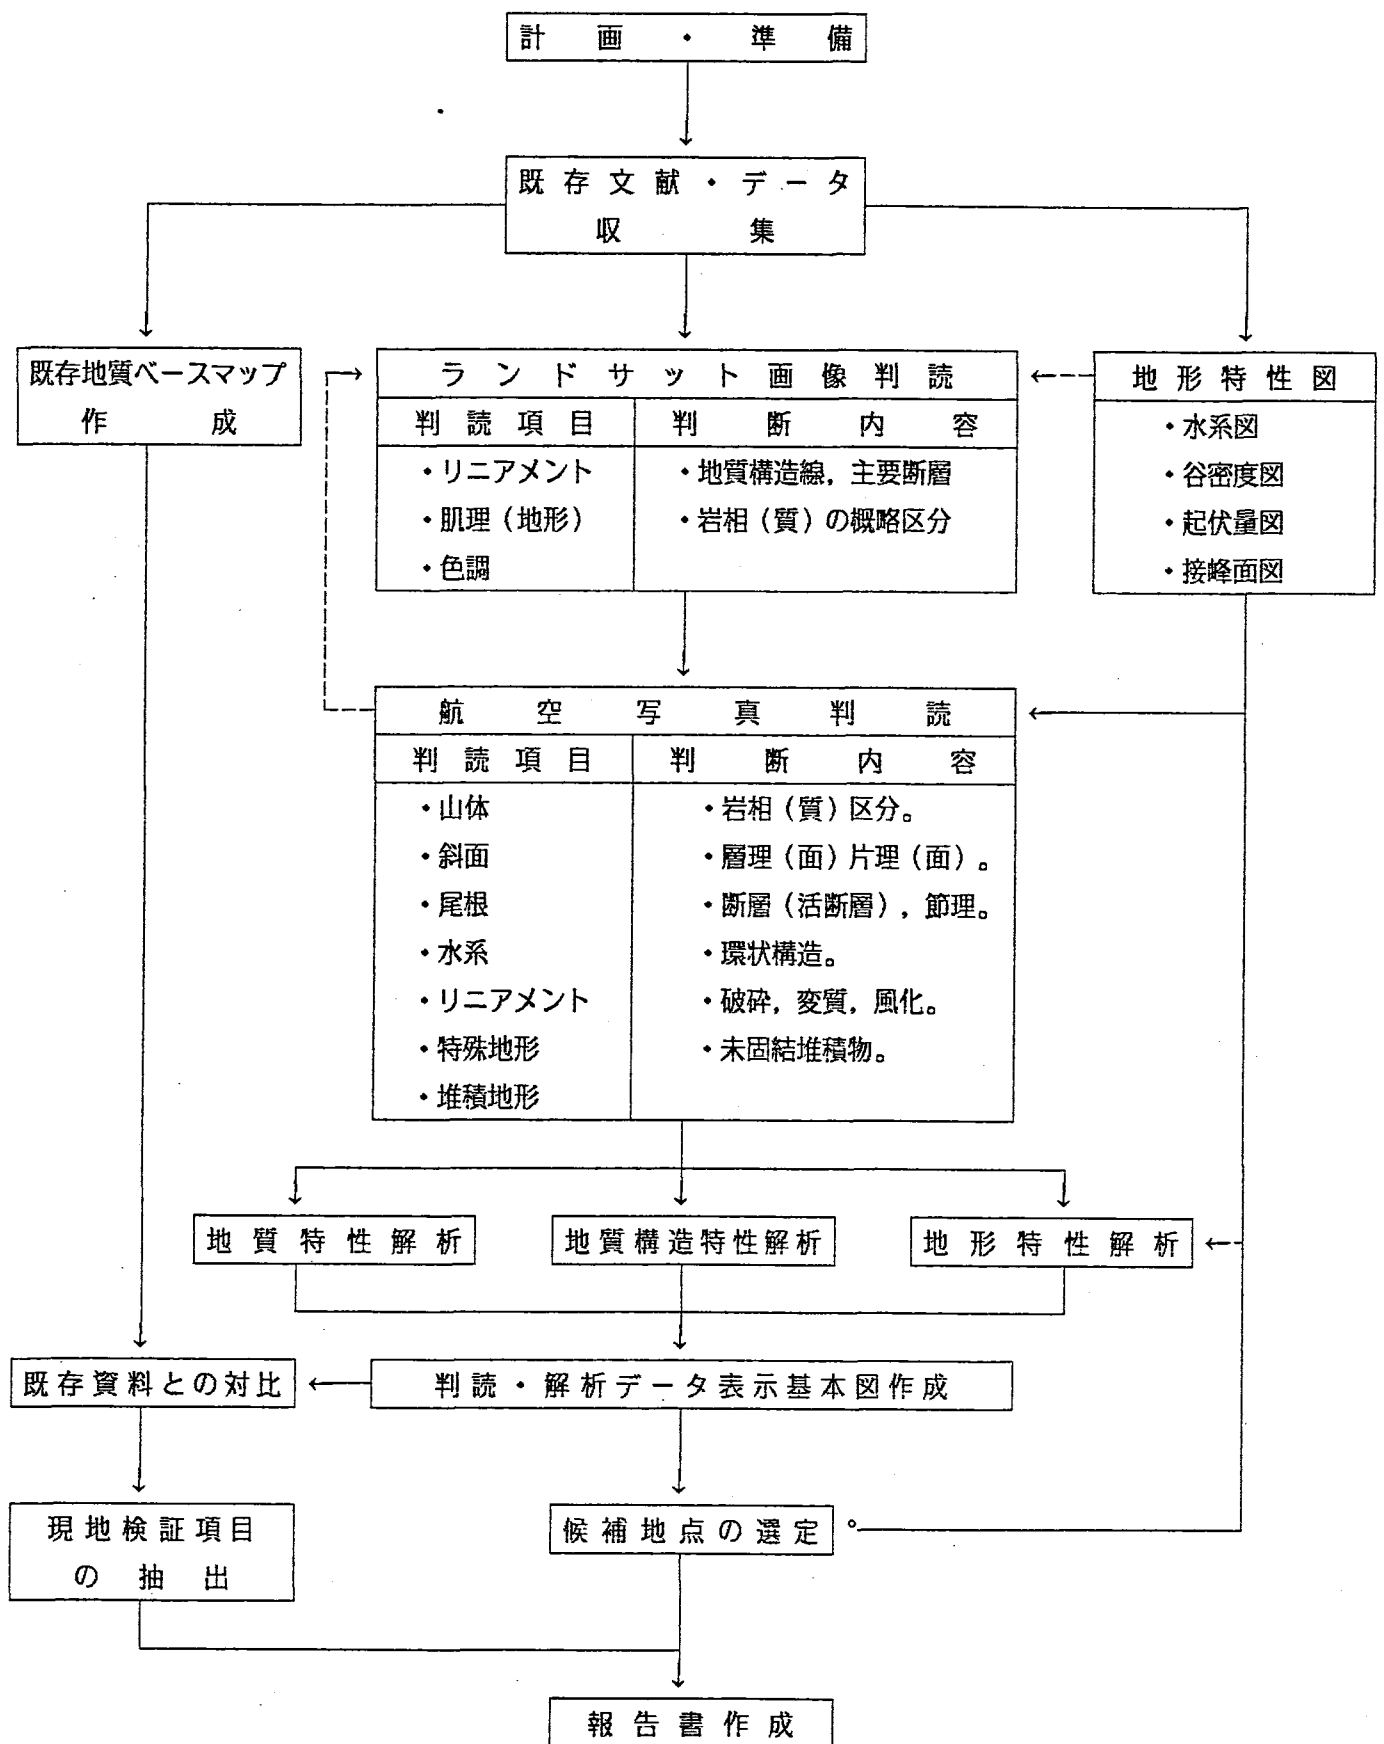 計画・準備
既存文献・データ
収集
既存地質ベースマップ
作成
ランドサット画像判読
判読項目
判断内容
・リニアメント
・肌理（地形）
・色調
・地質構造線，主要断層
・岩相（質）の概略区分
地形特性図
・水系図
・谷密度図
・起伏量図
・接峰面図
航空写真判読
判読項目
判断内容
・山体
・斜面
・尾根
・水系
・リニアメント
・特殊地形
・堆積地形
・岩相（質）区分。
・層理（面）片理（面）。
・断層（活断層），節理。
・環状構造。
・破砕，変質，風化。
・未固結堆積物。
地質特性解析
地質構造特性解析
地形特性解析
既存資料との対比
判読・解析データ表示基本図作成
現地検証項目
の抽出
候補地点の選定
報告書作成